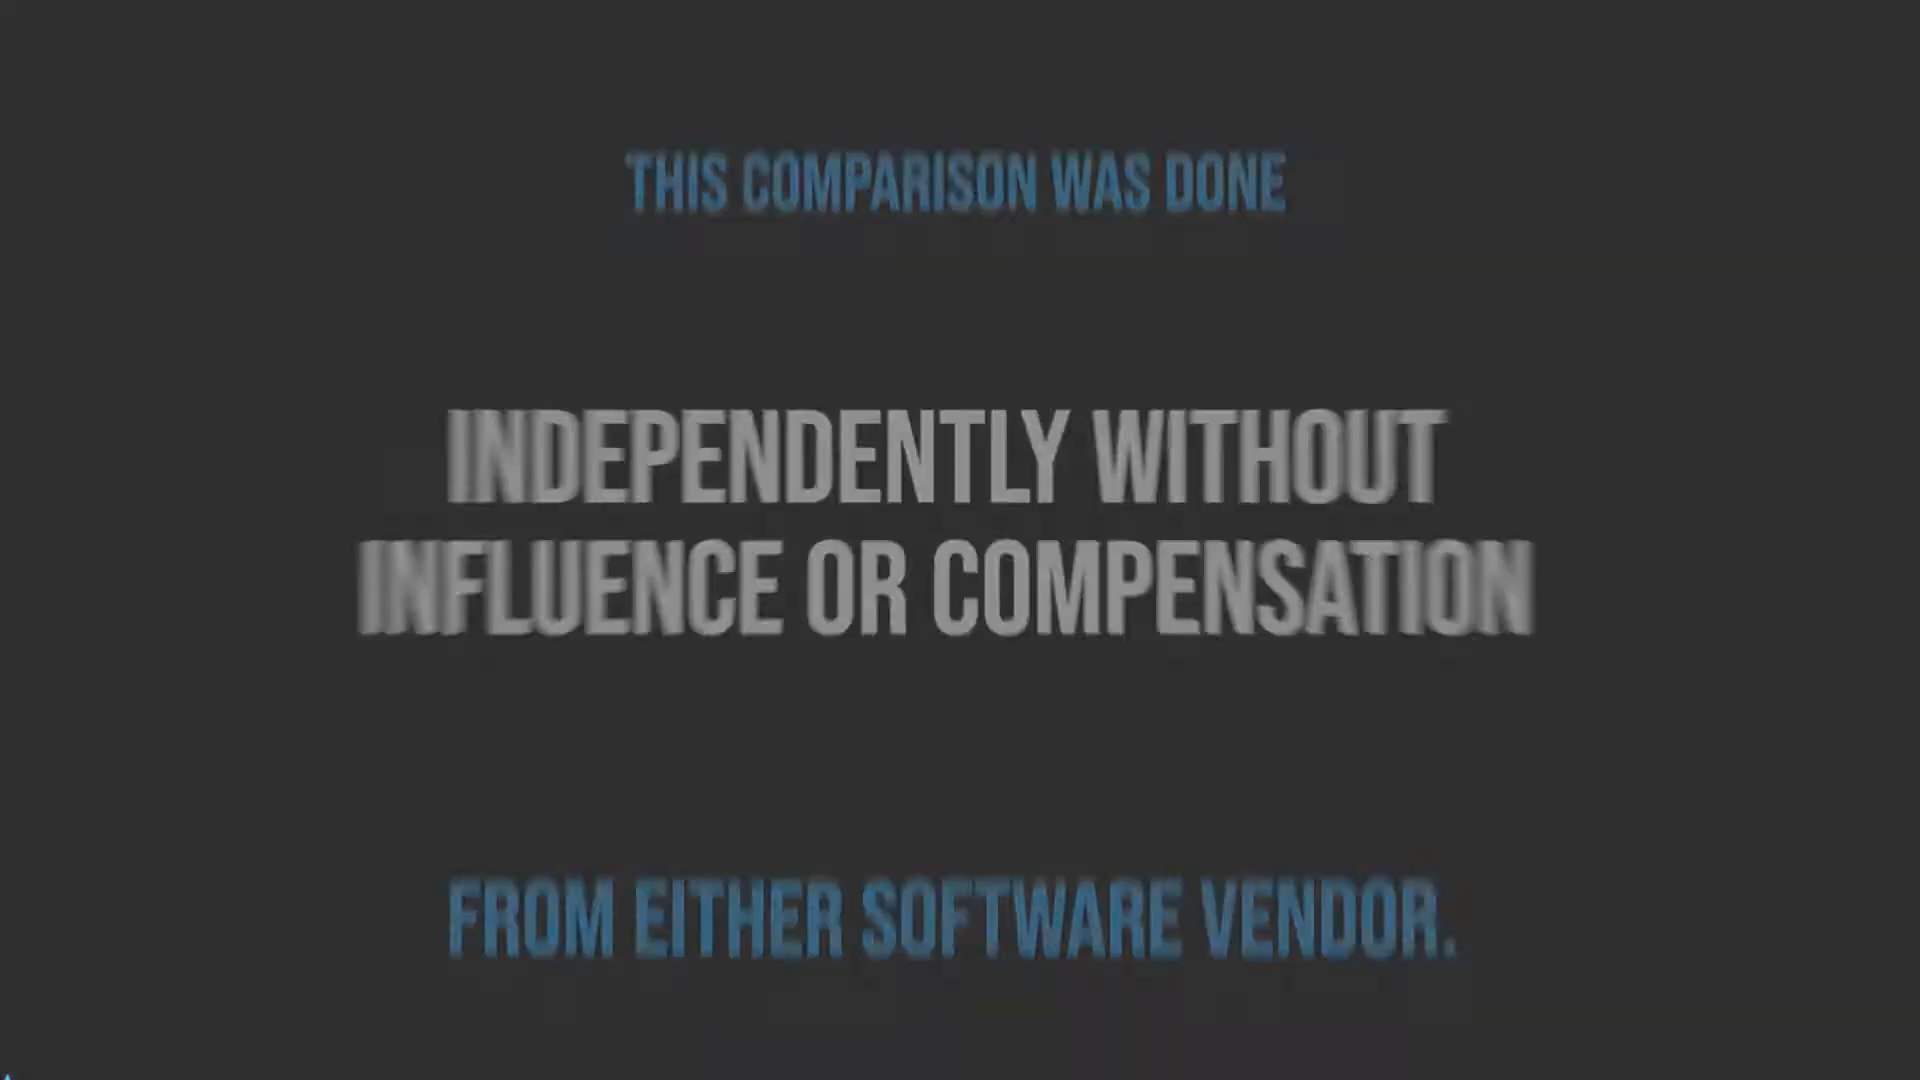 THIS COMPARISON WAS DONE
INDEPENDENTLY WITHOUT
INFLUENCE OR COMPENSATION
FROM EITHER SOFTWARE VENDOR.